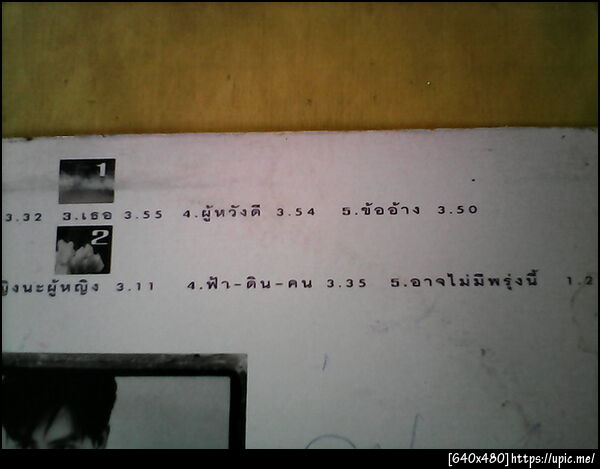 1
3.32 3.เธอ 3.55 4.ผู้หวังดี 3.54 5.ข้ออ้าง 3.50
2
ญิงนะผู้หญิง 3.11 4.ฟ้า-ดิน-คน 3.35 5.อาจไม่มีพรุ่งนี้ 1.2
[640x480]https://upic.me/